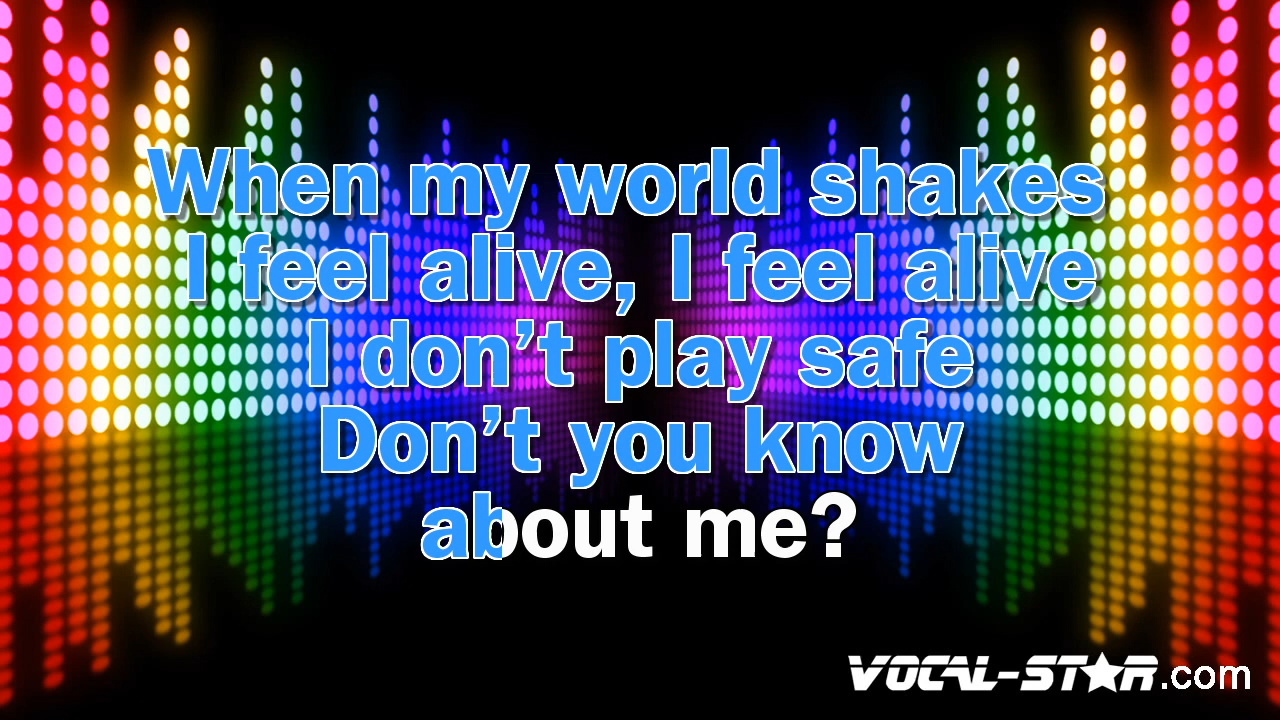 When my world shakes
I feel alive, I feel alive
I don’t play safe
Don’t you know
about me?
VOCAL-STAR.com